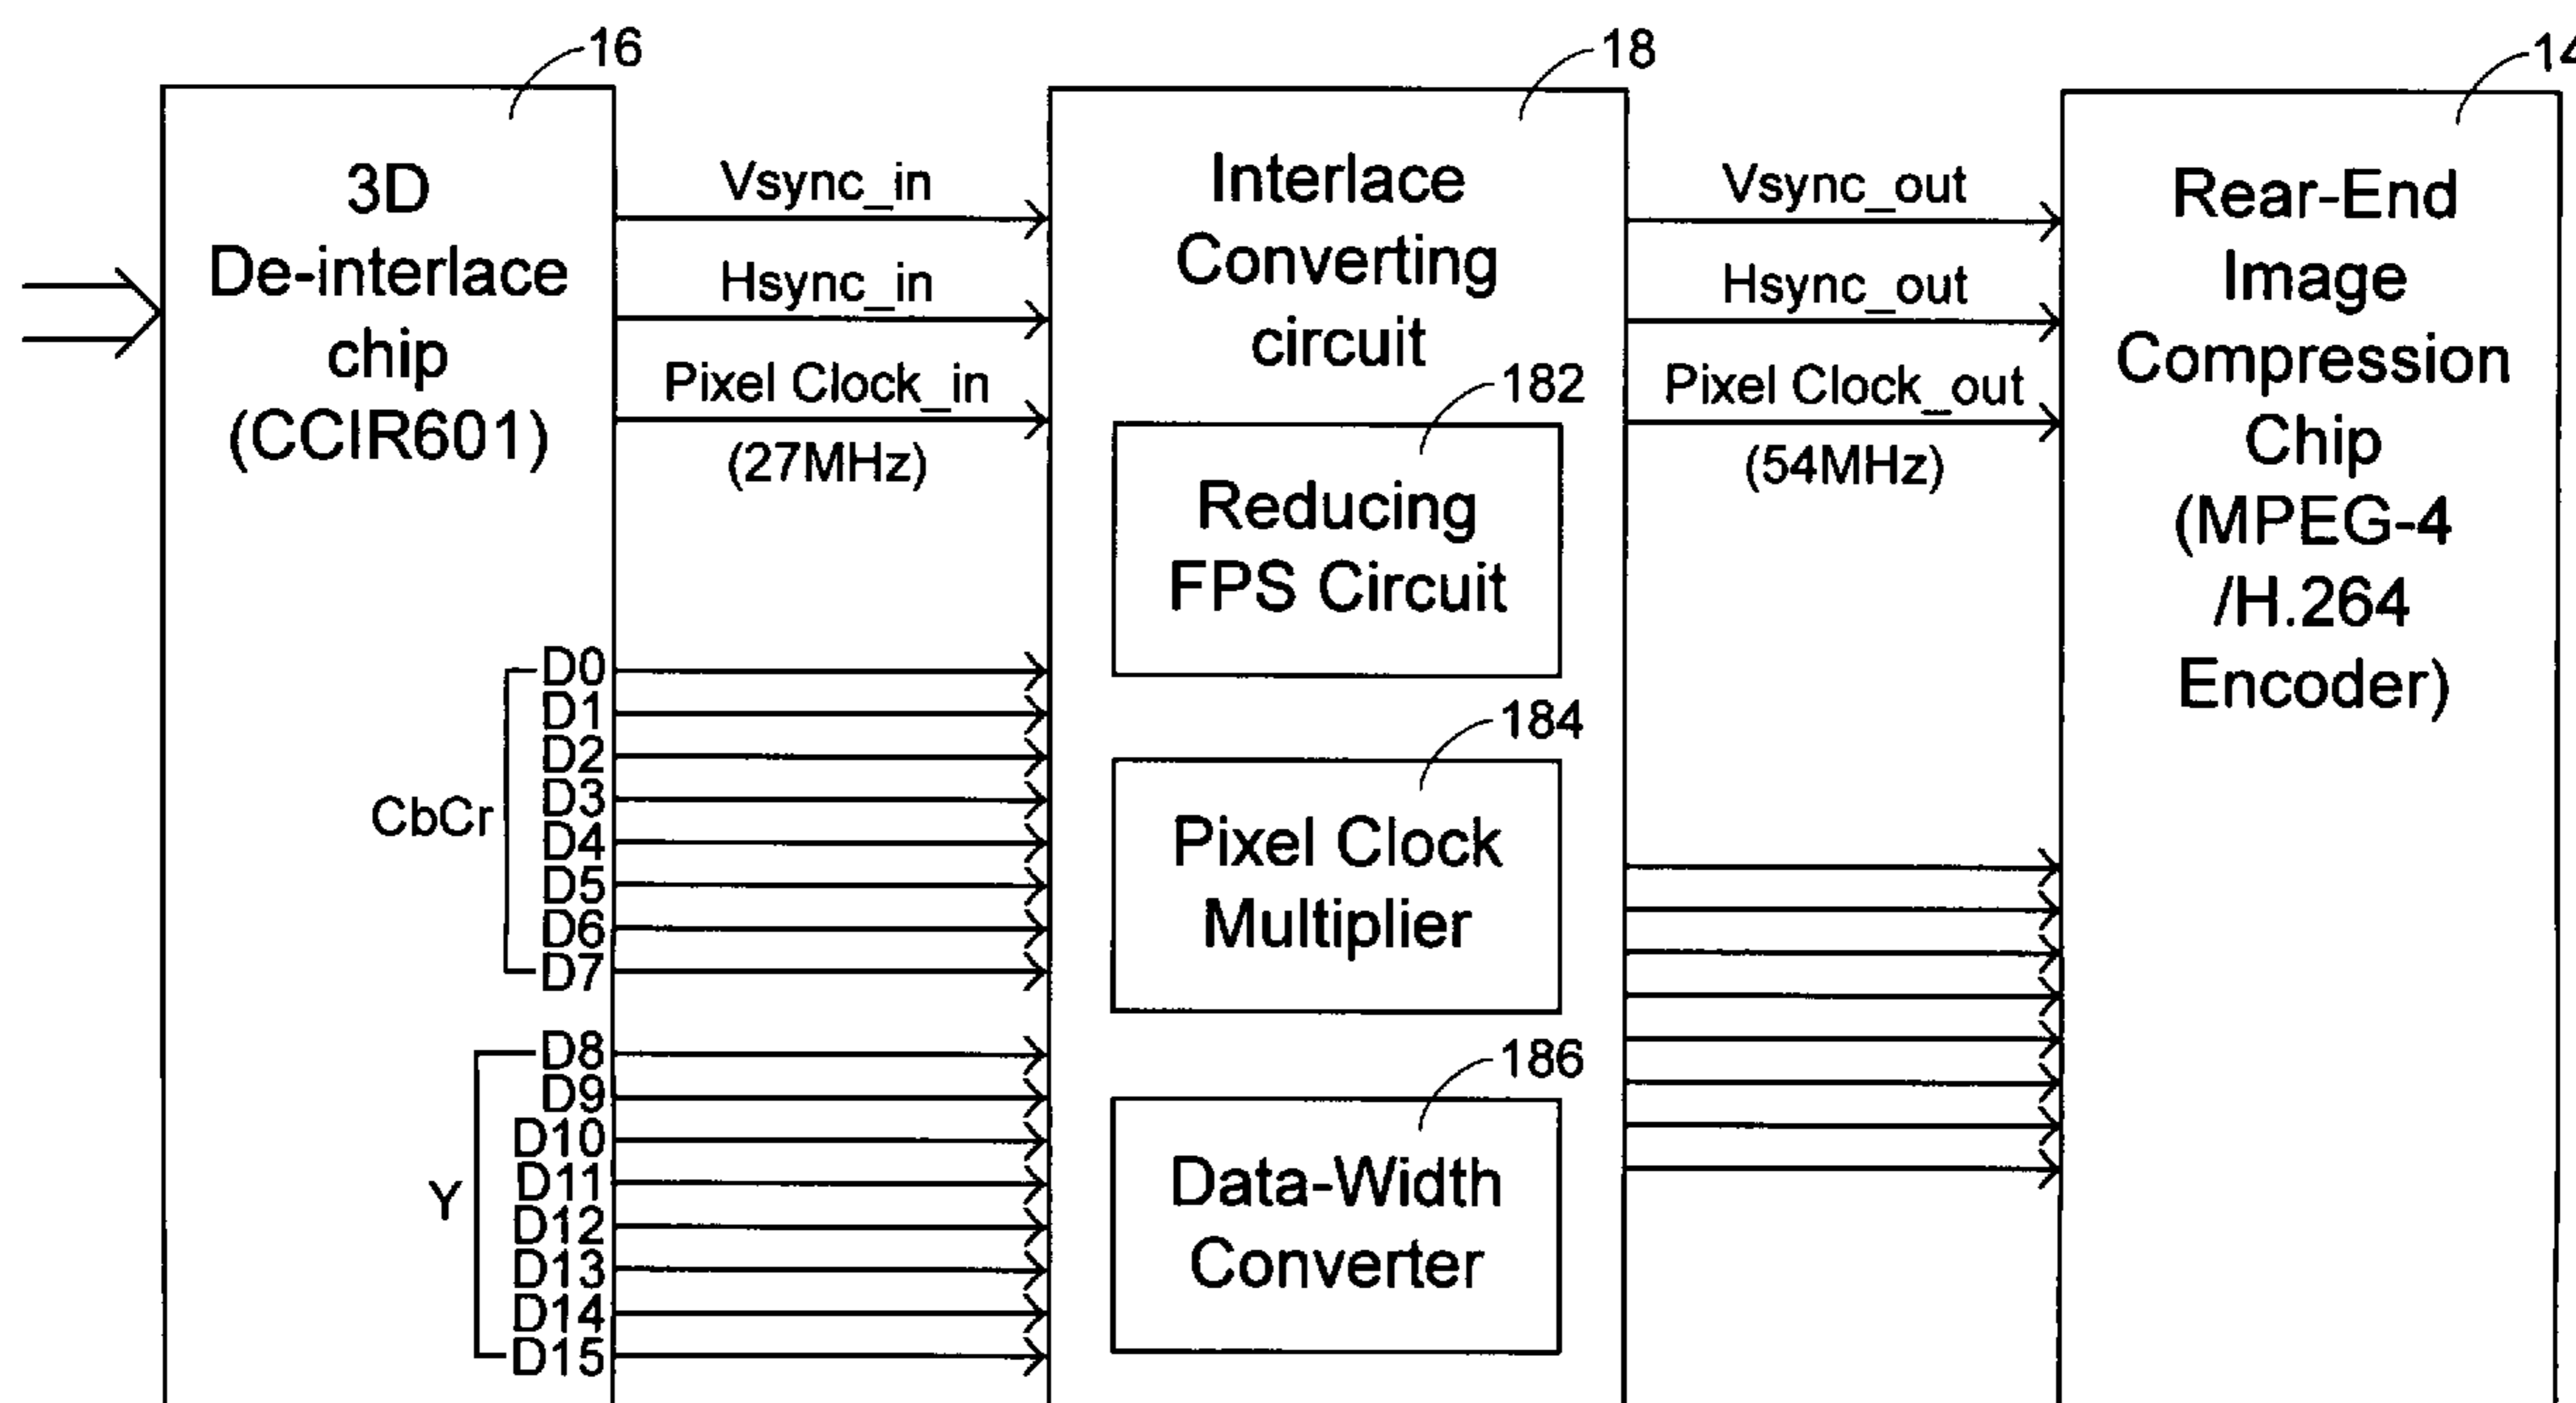 16
3D
De-interlace
chip
(CCIR601)
Vsync_in
Hsync_in
Pixel Clock_in
(27MHz)
CbCr
D0
D1
D2
D3
D4
D5
D6
D7
Y
D8
D9
D10
D11
D12
D13
D14
D15
18
Interlace
Converting
circuit
182
Reducing
FPS Circuit
184
Pixel Clock
Multiplier
186
Data-Width
Converter
Vsync_out
Hsync_out
Pixel Clock_out
(54MHz)
14
Rear-End
Image
Compression
Chip
(MPEG-4
/H.264
Encoder)